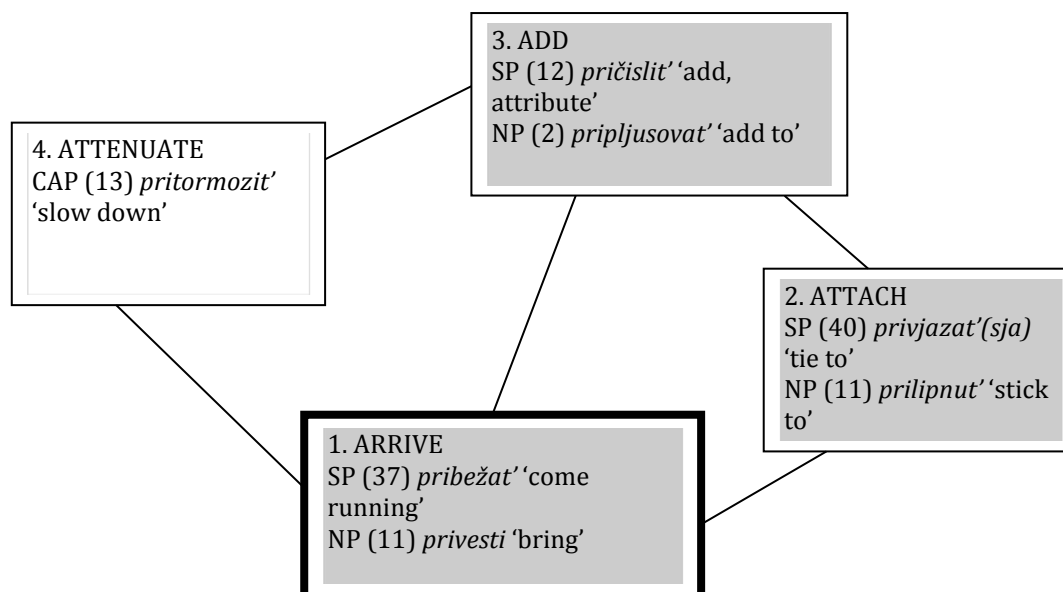 3. ADD
SP (12) pričislit’ ‘add,
attribute’
NP (2) pripljusovat’ ‘add to’
4. ATTENUATE
CAP (13) pritormozit’
‘slow down’
2. ATTACH
SP (40) privjazat’(sja)
‘tie to’
NP (11) prilipnut’ ‘stick
to’
1. ARRIVE
SP (37) pribežat’ ‘come
running’
NP (11) privesti ‘bring’